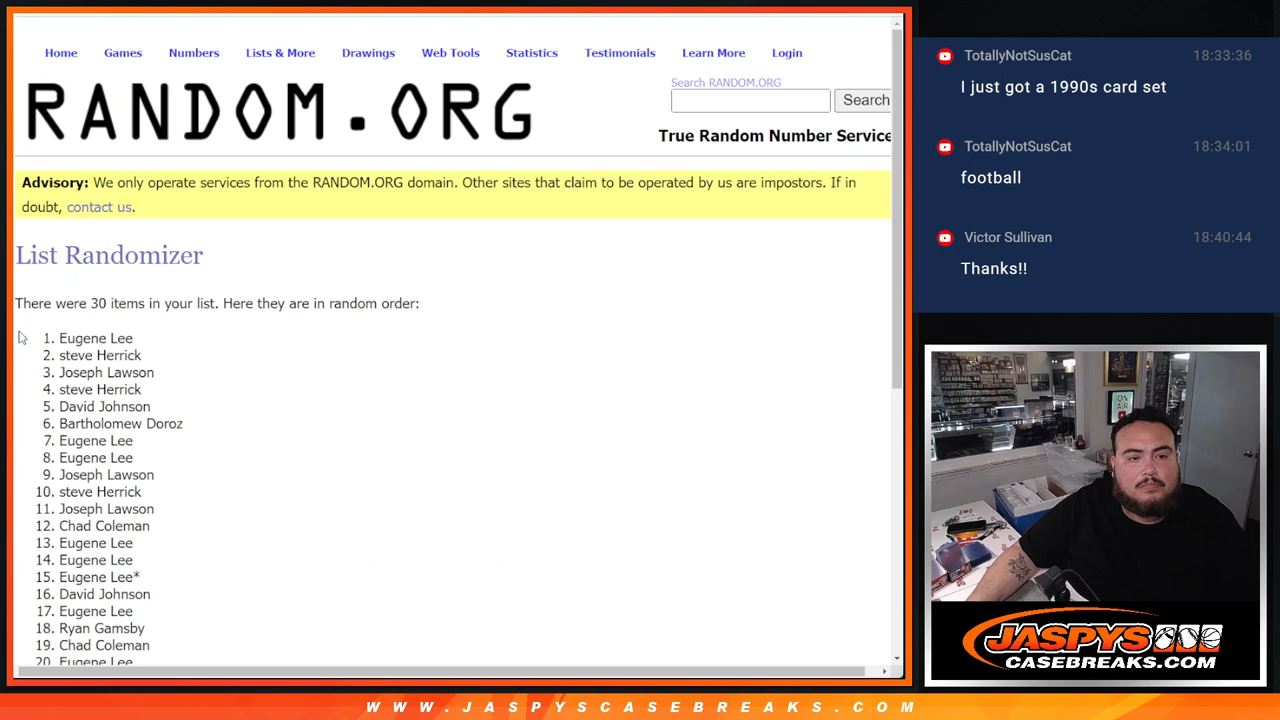 Home Games Numbers Lists & More Drawings Web Tools Statistics Testimonials Learn More Login
RANDOM.ORG
Search RANDOM.ORG
Search
True Random Number Service
Advisory: We only operate services from the RANDOM.ORG domain. Other sites that claim to be operated by us are impostors. If in
doubt, contact us.
List Randomizer
There were 30 items in your list. Here they are in random order:
1. Eugene Lee
2. steve Herrick
3. Joseph Lawson
4. steve Herrick
5. David Johnson
6. Bartholomew Doroz
7. Eugene Lee
8. Eugene Lee
9. Joseph Lawson
10. steve Herrick
11. Joseph Lawson
12. Chad Coleman
13. Eugene Lee
14. Eugene Lee
15. Eugene Lee*
16. David Johnson
17. Eugene Lee
18. Ryan Gamsby
19. Chad Coleman
20. Eugene Lee
TotallyNotSusCat 18:33:36
I just got a 1990s card set
TotallyNotSusCat 18:34:01
football
Victor Sullivan 18:40:44
Thanks!!
ON
AIR
JASPYS
CASEBREAKS.COM
WWW.JASPYSCASEBREAKS.COM